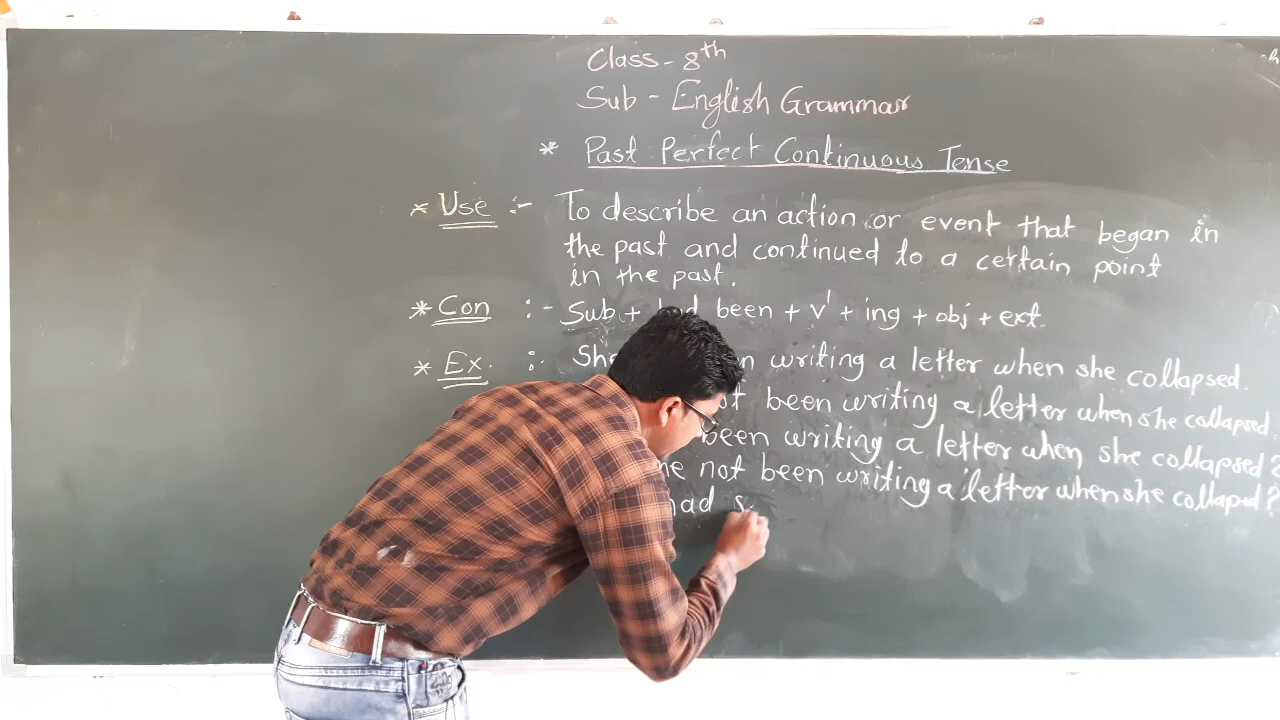 Class - 8th
Sub - English Grammar
* Past Perfect Continuous Tense
* Use :- To describe an action or event that began in
the past and continued to a certain point
in the past.
* Con :- Sub + been + v1 + ing + obj + ext.
* Ex. :- She writing a letter when she collapsed.
been writing a letter when she collapsed.
been writing a letter when she collapsed?
not been writing a letter when she collapsed?